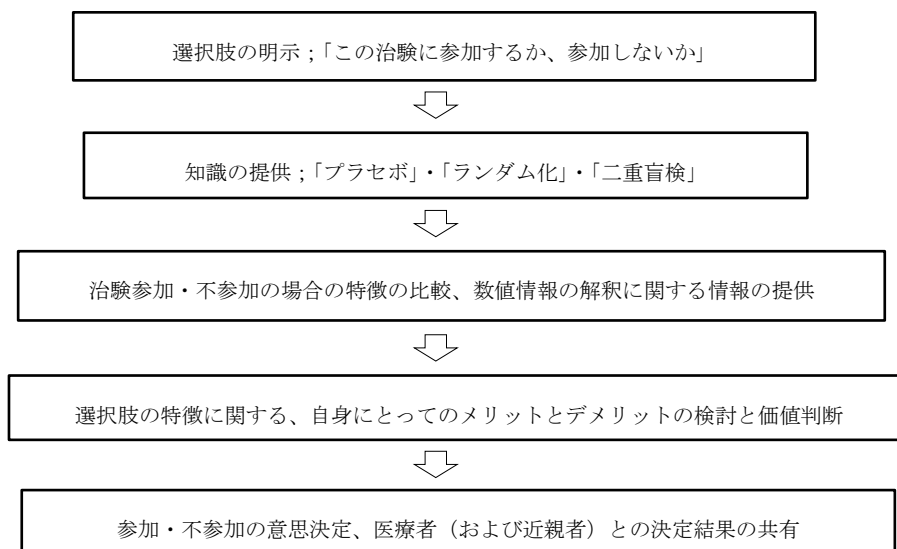 選択肢の明示；「この治験に参加するか、参加しないか」
知識の提供；「プラセボ」・「ランダム化」・「二重盲検」
治験参加・不参加の場合の特徴の比較、数値情報の解釈に関する情報の提供
選択肢の特徴に関する、自身にとってのメリットとデメリットの検討と価値判断
参加・不参加の意思決定、医療者（および近親者）との決定結果の共有